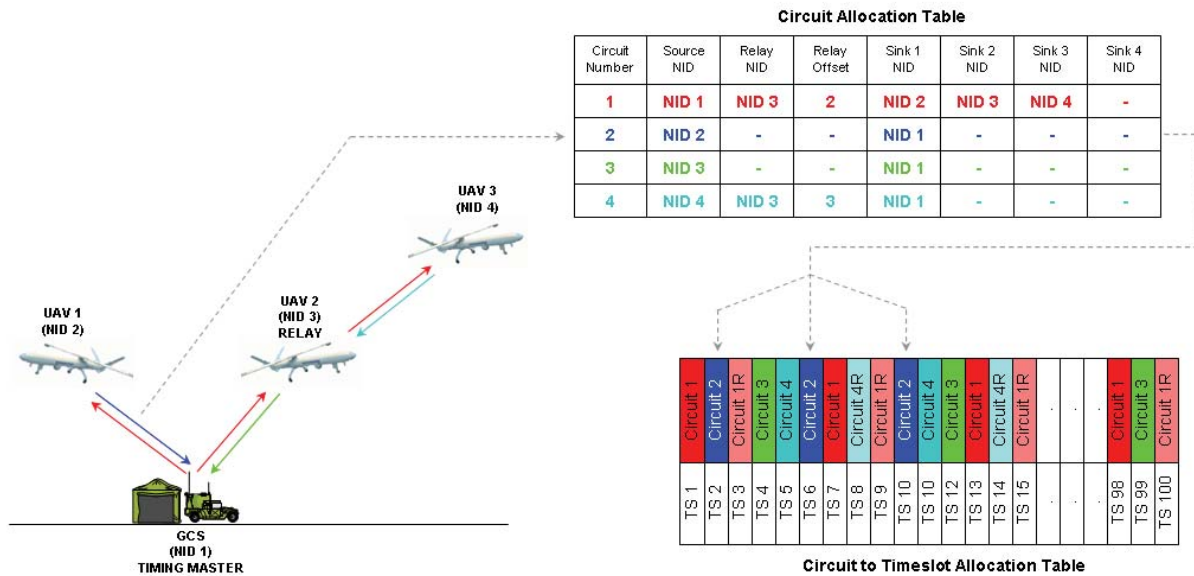 Circuit Allocation Table
Circuit Number Source NID Relay NID Relay Offset Sink 1 NID Sink 2 NID Sink 3 NID Sink 4 NID
1 NID 1 NID 3 2 NID 2 NID 3 NID 4 -
2 NID 2 - - NID 1 - - -
3 NID 3 - - NID 1 - - -
4 NID 4 NID 3 3 NID 1 - - -
UAV 3
(NID 4)
UAV 2
(NID 3)
RELAY
UAV 1
(NID 2)
GCS
(NID 1)
TIMING MASTER
Circuit 1 Circuit 2 Circuit 1R Circuit 3 Circuit 4 Circuit 2 Circuit 1 Circuit 4R Circuit 1R Circuit 2 Circuit 4 Circuit 3 Circuit 1 Circuit 4R Circuit 1R . . . Circuit 1 Circuit 3 Circuit 1R
TS 1 TS 2 TS 3 TS 4 TS 5 TS 6 TS 7 TS 8 TS 9 TS 10 TS 10 TS 12 TS 13 TS 14 TS 15 . . . TS 98 TS 99 TS 100
Circuit to Timeslot Allocation Table